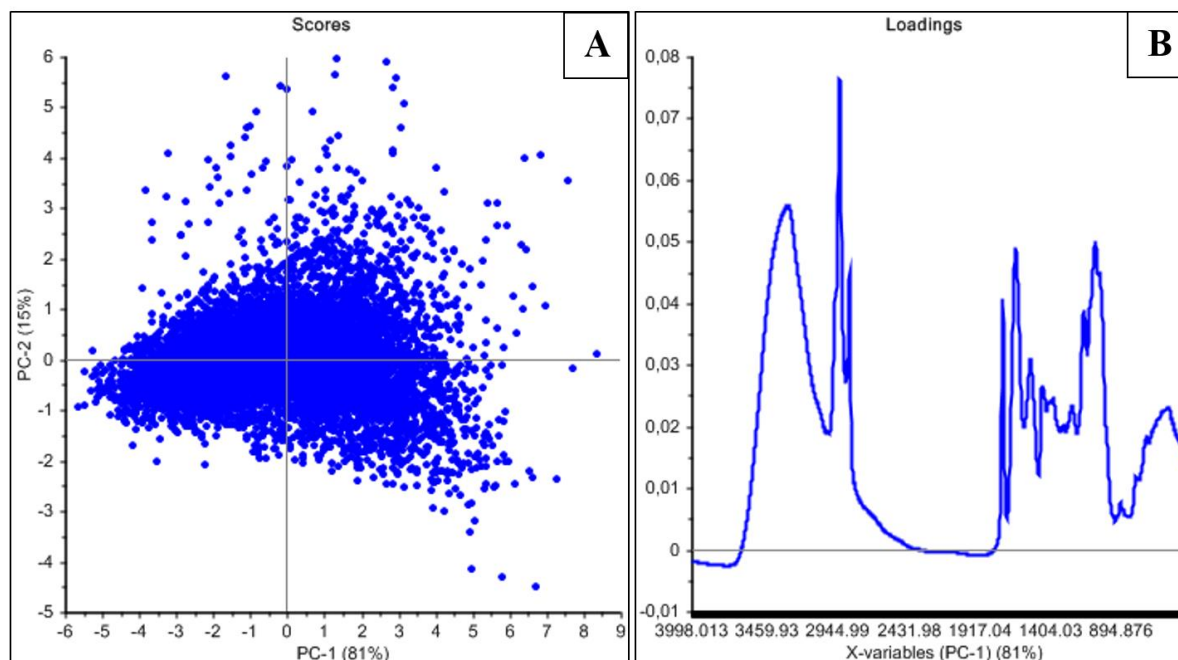 Scores
A
6
5
4
3
2
1
0
-1
-2
-3
-4
-5
PC-2 (15%)
-6 -5 -4 -3 -2 -1 0 1 2 3 4 5 6 7 8 9
PC-1 (81%)
Loadings
B
0,08
0,07
0,06
0,05
0,04
0,03
0,02
0,01
0
-0,01
3998.013 3459.93 2944.99 2431.98 1917.04 1404.03 894.876
X-variables (PC-1) (81%)